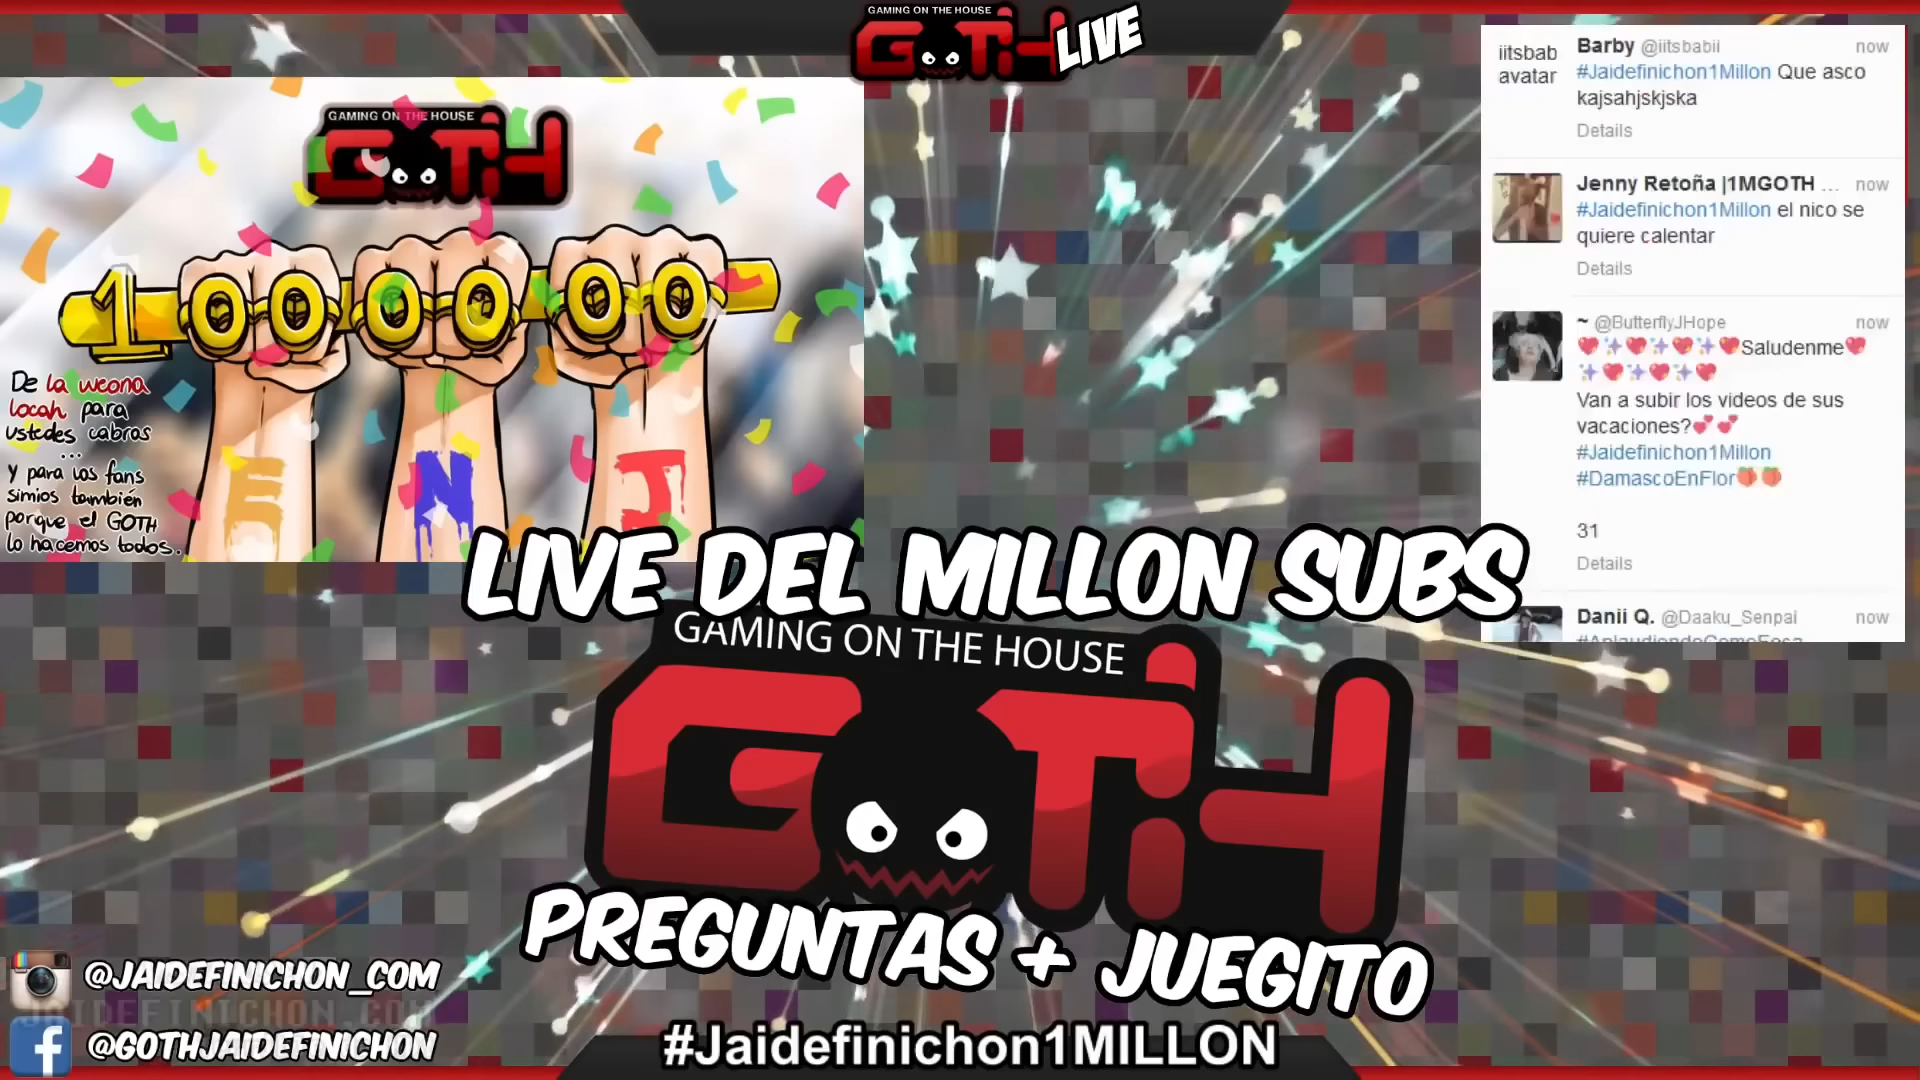 GAMING ON THE HOUSE
GOTH LIVE
GAMING ON THE HOUSE
GOTH
1000000
De la weona
locah para
ustedes cabros
...
y para los fans
simios también
porque el GOTH
lo hacemos todos.
E N J
iitsbab
avatar
Barby @iitsbabii now
#Jaidefinichon1Millon Que asco
kajsahjskjska
Details
Jenny Retoña |1MGOTH ... now
#Jaidefinichon1Millon el nico se
quiere calentar
Details
~ @ButterflyJHope now
💖✨💖✨💖✨💖Saludenme💖
✨💖✨💖✨💖
Van a subir los videos de sus
vacaciones?💕💕
#Jaidefinichon1Millon
#DamascoEnFlor🍑🍑
31
Details
Danii Q. @Daaku_Senpai now
#AplaudiendoComoFoca
LIVE DEL MILLON SUBS
GAMING ON THE HOUSE
GOTH
PREGUNTAS + JUEGITO
@JAIDEFINICHON_COM
JAIDEFINICHON.COM
@GOTHJAIDEFINICHON
#Jaidefinichon1MILLON